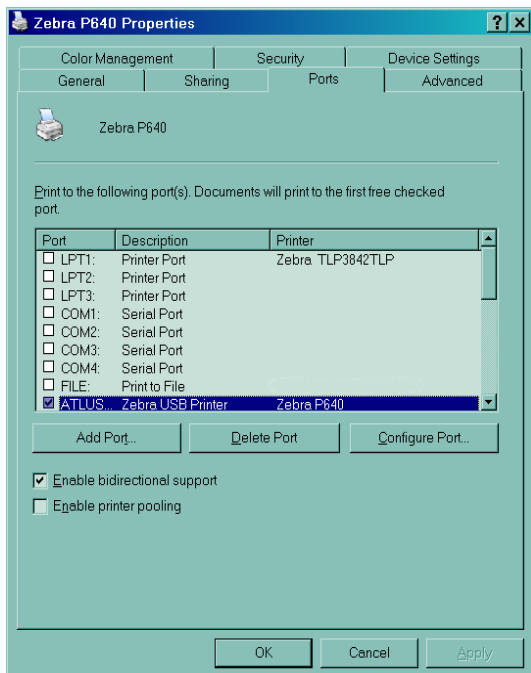 Zebra P640 Properties
Color Management Security Device Settings
General Sharing Ports Advanced
Zebra P640
Print to the following port(s). Documents will print to the first free checked
port.
Port Description Printer
LPT1: Printer Port Zebra TLP3842TLP
LPT2: Printer Port
LPT3: Printer Port
COM1: Serial Port
COM2: Serial Port
COM3: Serial Port
COM4: Serial Port
FILE: Print to File
ATLUS... Zebra USB Printer Zebra P640
Add Port... Delete Port Configure Port...
Enable bidirectional support
Enable printer pooling
OK Cancel Apply